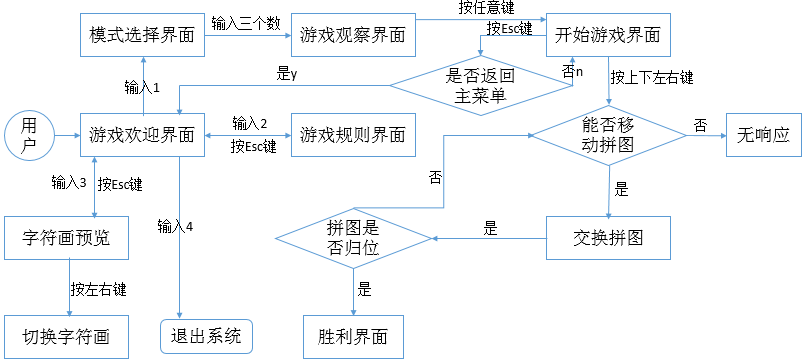 模式选择界面
输入三个数
游戏观察界面
按任意键
按Esc键
开始游戏界面
是y
是否返回
主菜单
否n
按上下左右键
输入1
用
户
游戏欢迎界面
输入2
按Esc键
游戏规则界面
能否移
动拼图
否
无响应
输入3
按Esc键
否
是
字符画预览
输入4
拼图是
否归位
是
交换拼图
按左右键
是
切换字符画
退出系统
胜利界面